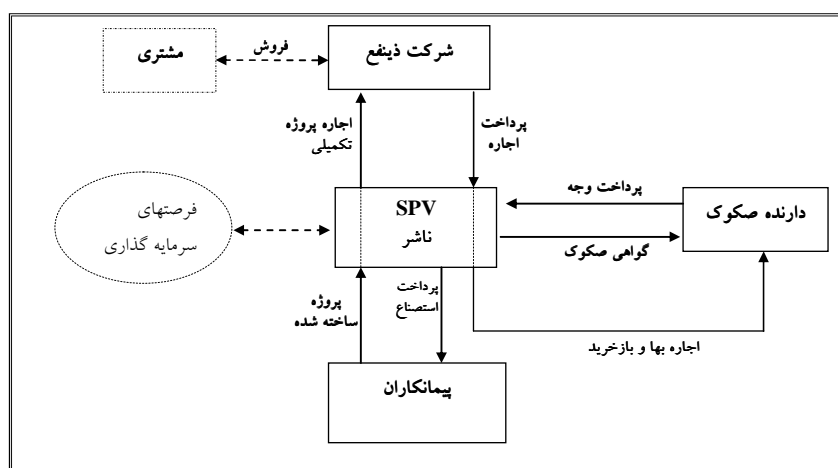 مشتری
فروش
شرکت ذینفع
اجاره پروژه
تکمیلی
پرداخت
اجاره
فرصتهای
سرمایه گذاری
SPV
ناشر
پرداخت وجه
گواهی صکوک
دارنده صکوک
پروژه
ساخته شده
پرداخت
استصناع
اجاره بها و بازخرید
پیمانکاران